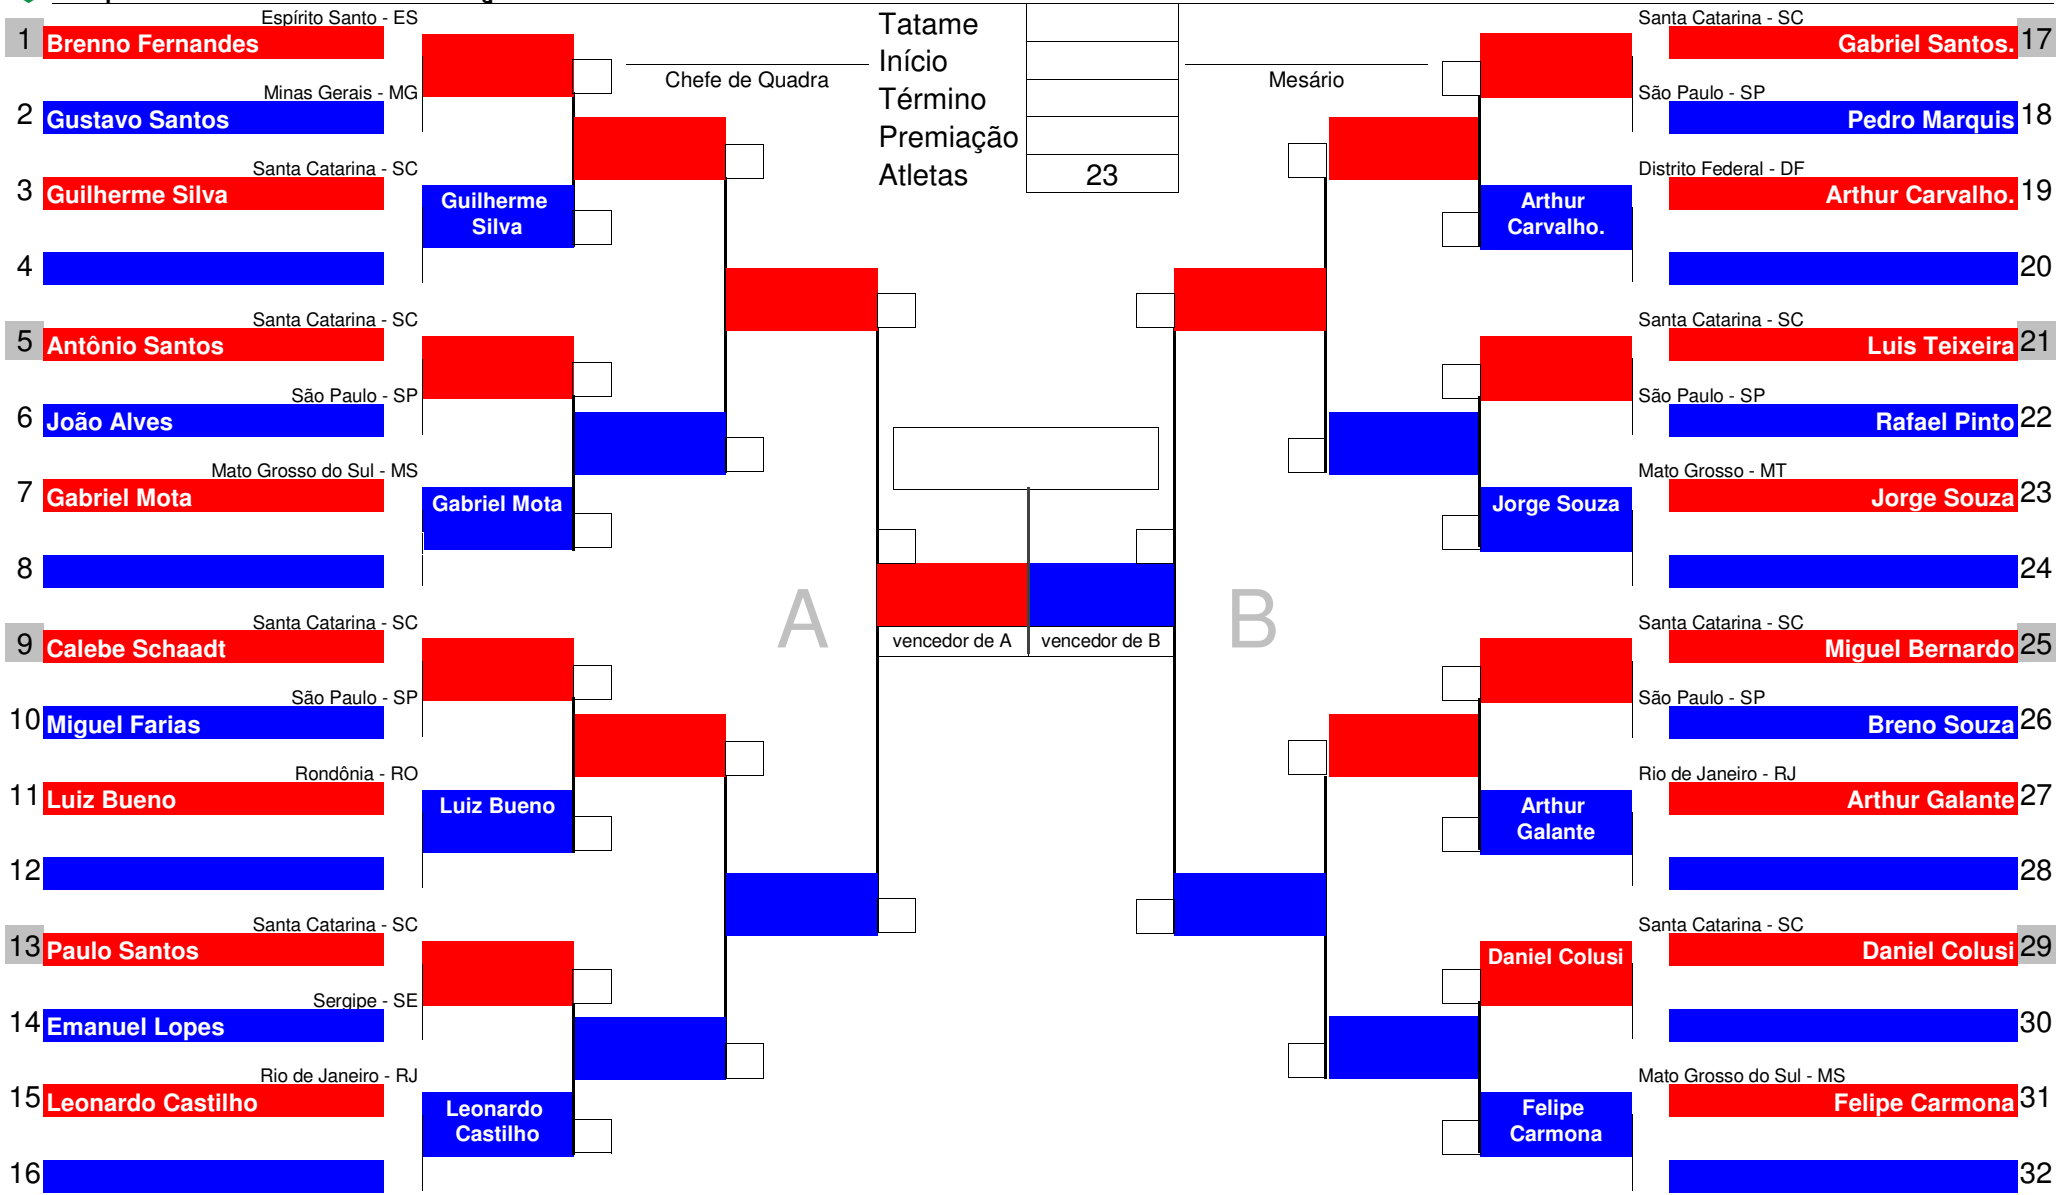 Espírito Santo - ES
1 Brenno Fernandes
Minas Gerais - MG
2 Gustavo Santos
Santa Catarina - SC
3 Guilherme Silva
4
Santa Catarina - SC
5 Antônio Santos
São Paulo - SP
6 João Alves
Mato Grosso do Sul - MS
7 Gabriel Mota
8
Santa Catarina - SC
9 Calebe Schaadt
São Paulo - SP
10 Miguel Farias
Rondônia - RO
11 Luiz Bueno
12
Santa Catarina - SC
13 Paulo Santos
Sergipe - SE
14 Emanuel Lopes
Rio de Janeiro - RJ
15 Leonardo Castilho
16
Guilherme
Silva
Gabriel Mota
Luiz Bueno
Leonardo
Castilho
Chefe de Quadra
Tatame
Início
Término
Premiação
Atletas 23
Mesário
A
B
vencedor de A
vencedor de B
Arthur
Carvalho.
Jorge Souza
Arthur
Galante
Daniel Colusi
Felipe
Carmona
Santa Catarina - SC
Gabriel Santos. 17
São Paulo - SP
Pedro Marquis 18
Distrito Federal - DF
Arthur Carvalho. 19
20
Santa Catarina - SC
Luis Teixeira 21
São Paulo - SP
Rafael Pinto 22
Mato Grosso - MT
Jorge Souza 23
24
Santa Catarina - SC
Miguel Bernardo 25
São Paulo - SP
Breno Souza 26
Rio de Janeiro - RJ
Arthur Galante 27
28
Santa Catarina - SC
Daniel Colusi 29
30
Mato Grosso do Sul - MS
Felipe Carmona 31
32